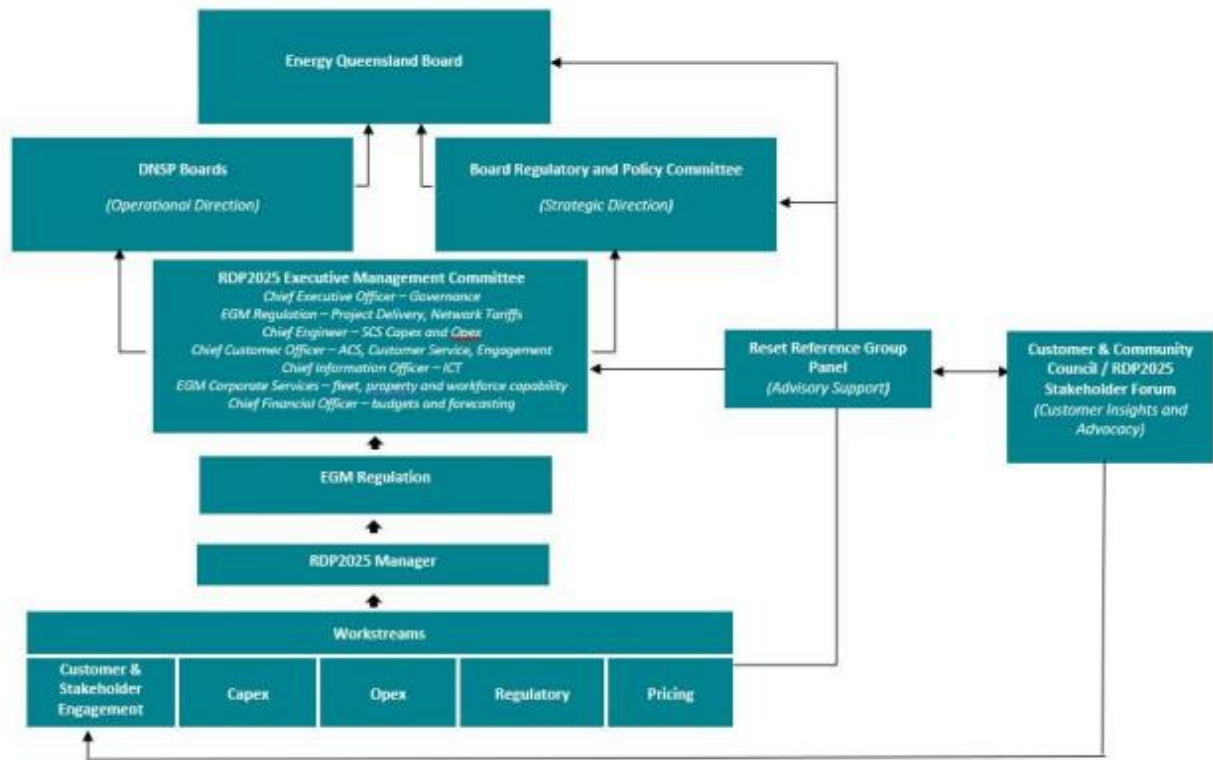 Energy Queensland Board
DNSP Boards
(Operational Direction)
Board Regulatory and Policy Committee
(Strategic Direction)
RDP2025 Executive Management Committee
Chief Executive Officer – Governance
EGM Regulation – Project Delivery, Network Tariffs
Chief Engineer – SCS Capex and Opex
Chief Customer Officer – ACS, Customer Service, Engagement
Chief Information Officer – ICT
EGM Corporate Services – fleet, property and workforce capability
Chief Financial Officer – budgets and forecasting
Reset Reference Group
Panel
(Advisory Support)
Customer & Community
Council / RDP2025
Stakeholder Forum
(Customer Insights and
Advocacy)
EGM Regulation
RDP2025 Manager
Workstreams
Customer &
Stakeholder
Engagement
Capex
Opex
Regulatory
Pricing